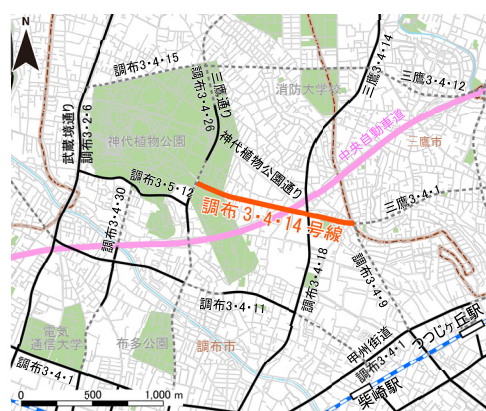 N
調布3・4・15
三鷹通り
調布3・4・26
消防大学校
三鷹3・4・14
三鷹3・4・12
武蔵境通り
調布3・2・6
神代植物公園
神代植物公園通り
中央自動車道
三鷹市
調布3・5・12
三鷹3・4・1
調布3・4・30
調布3・4・14号線
調布3・4・18
調布3・4・9
調布3・4・11
電気
通信大学
布多公園
調布市
甲州街道
調布3・4・1
つつじヶ丘駅
柴崎駅
調布3・4・1
0 500 1,000 m